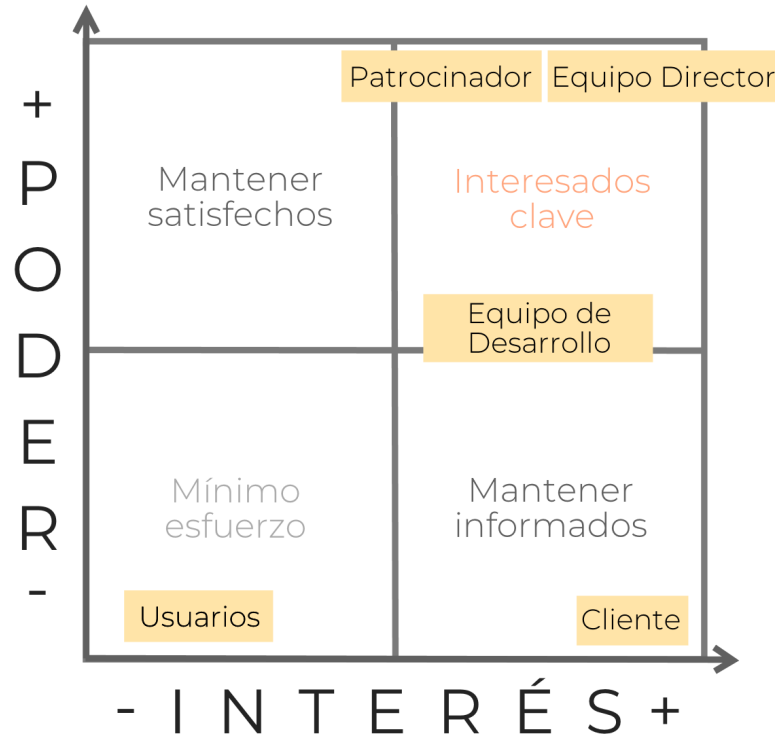 +
P
O
D
E
R
-
Patrocinador
Equipo Director
Mantener
satisfechos
Interesados
clave
Equipo de
Desarrollo
Mínimo
esfuerzo
Mantener
informados
Usuarios
Cliente
- I N T E R É S +